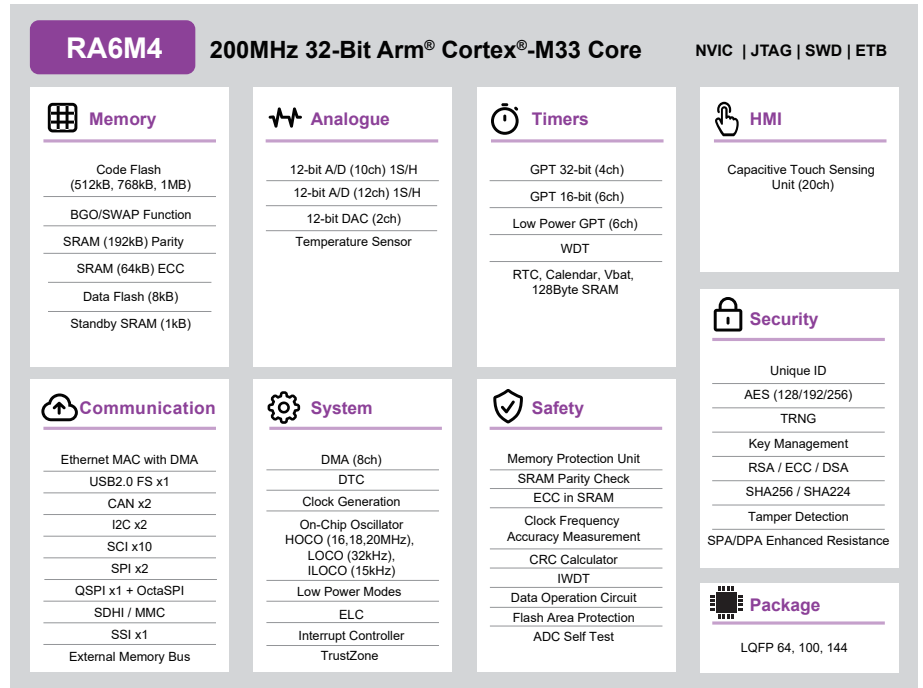 RA6M4
200MHz 32-Bit Arm® Cortex®-M33 Core
NVIC | JTAG | SWD | ETB
Memory
Code Flash
(512kB, 768kB, 1MB)
BGO/SWAP Function
SRAM (192kB) Parity
SRAM (64kB) ECC
Data Flash (8kB)
Standby SRAM (1kB)
Analogue
12-bit A/D (10ch) 1S/H
12-bit A/D (12ch) 1S/H
12-bit DAC (2ch)
Temperature Sensor
Timers
GPT 32-bit (4ch)
GPT 16-bit (6ch)
Low Power GPT (6ch)
WDT
RTC, Calendar, Vbat,
128Byte SRAM
HMI
Capacitive Touch Sensing
Unit (20ch)
Communication
Ethernet MAC with DMA
USB2.0 FS x1
CAN x2
I2C x2
SCI x10
SPI x2
QSPI x1 + OctaSPI
SDHI / MMC
SSI x1
External Memory Bus
System
DMA (8ch)
DTC
Clock Generation
On-Chip Oscillator
HOCO (16,18,20MHz),
LOCO (32kHz),
ILOCO (15kHz)
Low Power Modes
ELC
Interrupt Controller
TrustZone
Safety
Memory Protection Unit
SRAM Parity Check
ECC in SRAM
Clock Frequency
Accuracy Measurement
CRC Calculator
IWDT
Data Operation Circuit
Flash Area Protection
ADC Self Test
Security
Unique ID
AES (128/192/256)
TRNG
Key Management
RSA / ECC / DSA
SHA256 / SHA224
Tamper Detection
SPA/DPA Enhanced Resistance
Package
LQFP 64, 100, 144